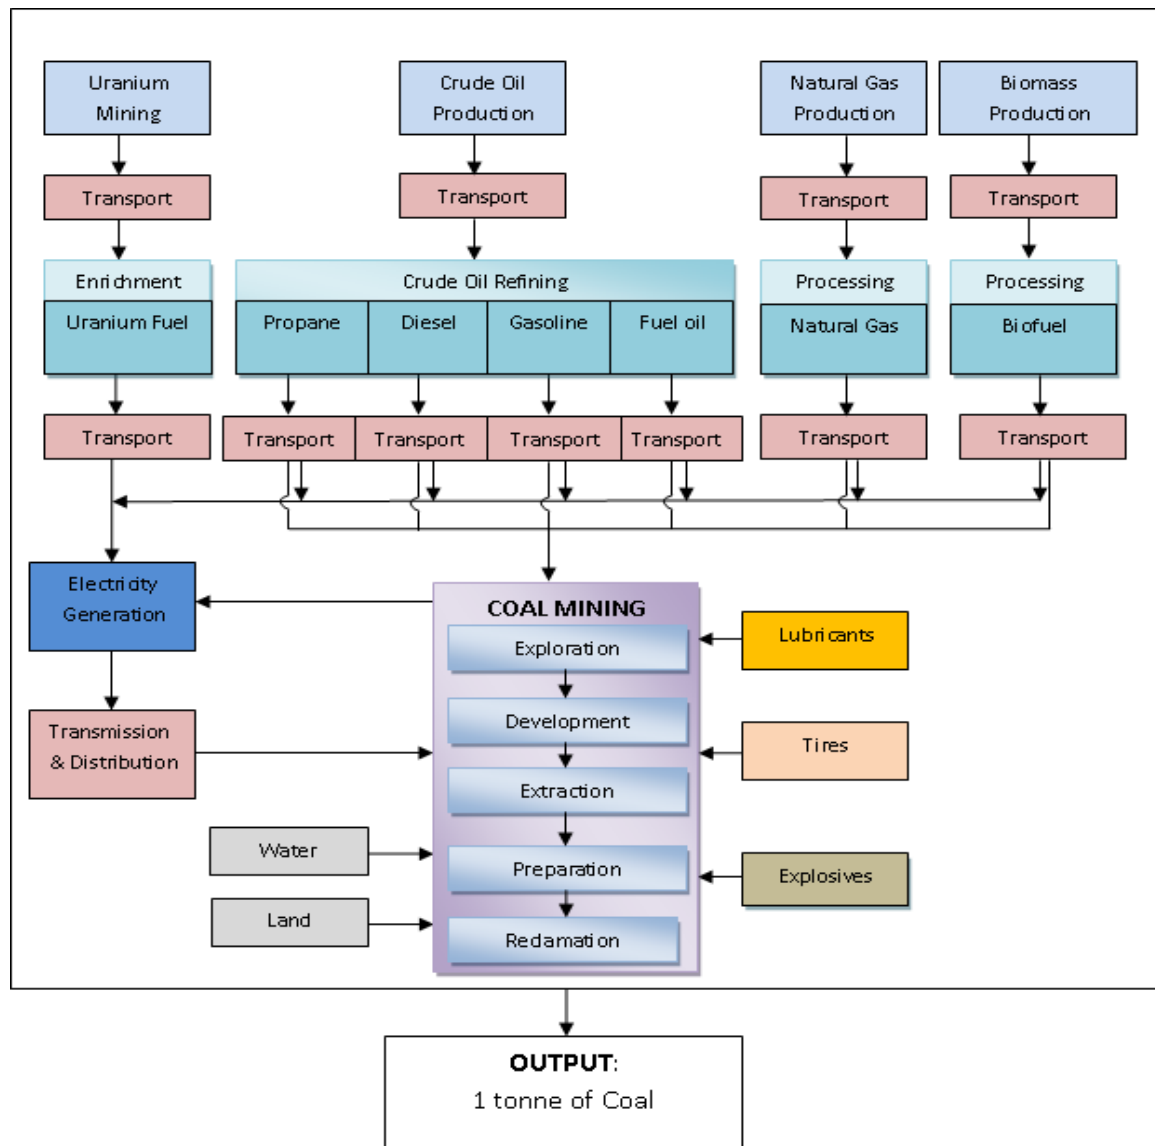 Uranium
Mining
Crude Oil
Production
Natural Gas
Production
Biomass
Production
Transport
Transport
Transport
Transport
Enrichment
Crude Oil Refining
Processing
Processing
Uranium Fuel
Propane
Diesel
Gasoline
Fuel oil
Natural Gas
Biofuel
Transport
Transport
Transport
Transport
Transport
Transport
Transport
Electricity
Generation
COAL MINING
Exploration
Lubricants
Development
Transmission
& Distribution
Tires
Extraction
Water
Preparation
Explosives
Land
Reclamation
OUTPUT:
1 tonne of Coal